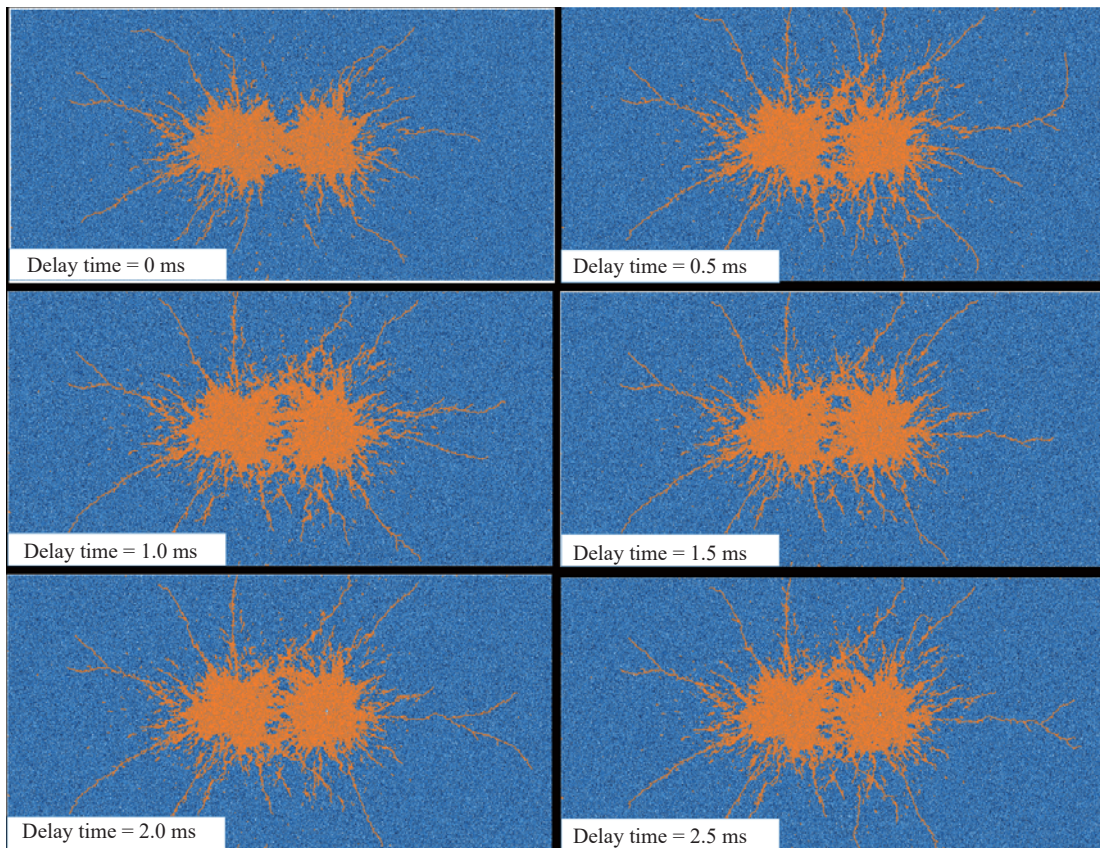 Delay time = 0 ms
Delay time = 0.5 ms
Delay time = 1.0 ms
Delay time = 1.5 ms
Delay time = 2.0 ms
Delay time = 2.5 ms